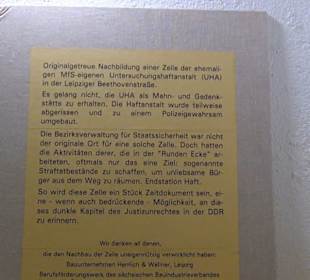 Originalgetreue Nachbildung einer Zelle der ehemali-
gen MfS-eigenen Untersuchungshaftanstalt (UHA)
in der Leipziger Beethovenstraße.
Es gelang nicht, die UHA als Mahn- und Gedenk-
stätte zu erhalten. Die Haftanstalt wurde teilweise
abgerissen und zu einem Polizeigewahrsam
umgebaut.
Die Bezirksverwaltung für Staatssicherheit war nicht
der originale Ort für eine solche Zelle. Doch hatten
die Aktivitäten derer, die in der "Runden Ecke" ar-
beiteten, oftmals nur das eine Ziel: sogenannte
Straftatbestände zu schaffen, um unliebsame Bür-
ger aus dem Weg zu räumen. Endstation Haft.
So wird diese Zelle ein Stück Zeitdokument sein, ei-
ne - wenn auch bedrückende - Möglichkeit, an die-
ses dunkle Kapitel des Justizunrechts in der DDR
zu erinnern.
Wir danken all denen,
die den Nachbau der Zelle uneigennützig verwirklicht haben:
Bauunternehmen Herrlich & Wellner, Leipzig
Berufsförderungswerk des sächsischen Bauindustrieverbandes